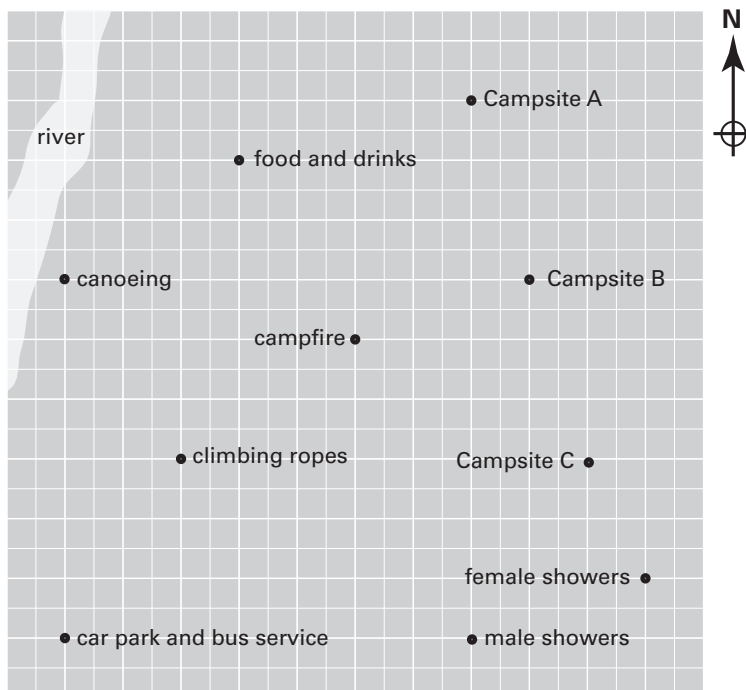 N
Campsite A
river
food and drinks
canoeing
Campsite B
campfire
climbing ropes
Campsite C
female showers
car park and bus service
male showers